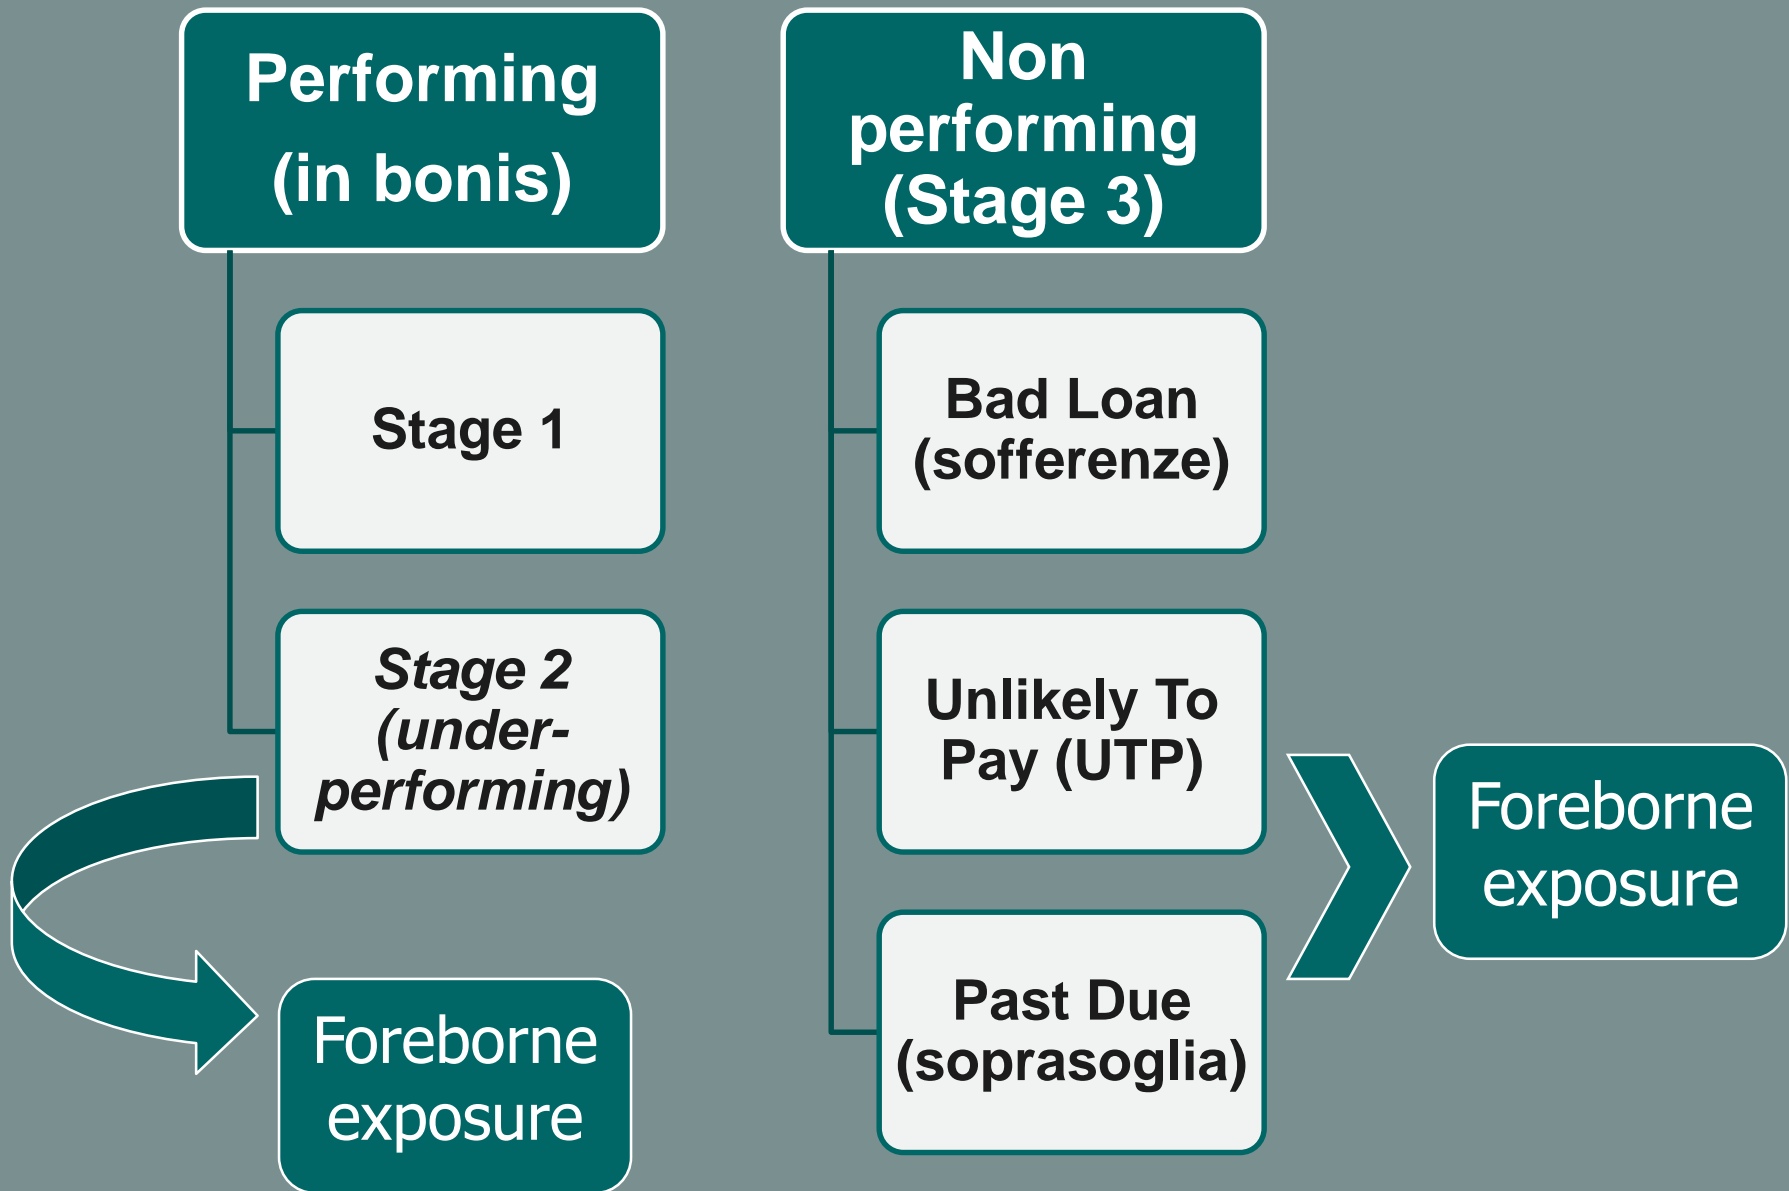 Performing
(in bonis)
Stage 1
Stage 2
(under-
performing)
Foreborne
exposure
Non
performing
(Stage 3)
Bad Loan
(sofferenze)
Unlikely To
Pay (UTP)
Past Due
(soprasoglia)
Foreborne
exposure